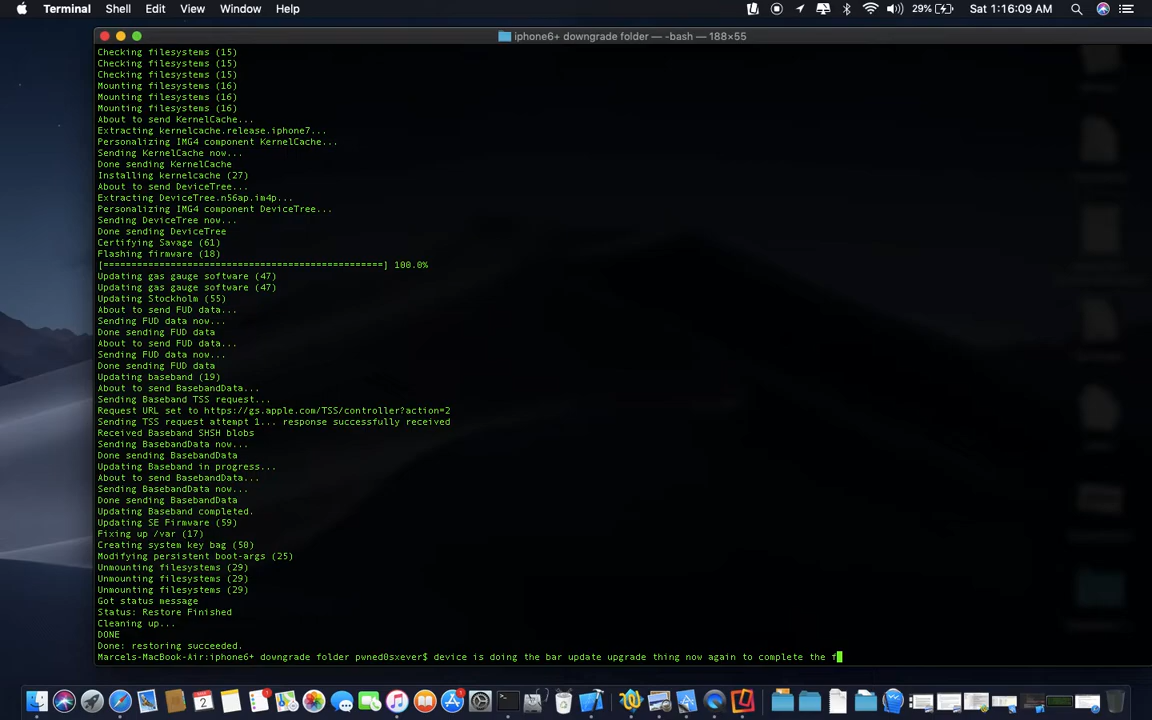 Terminal Shell Edit View Window Help 29% Sat 1:16:09 AM
iphone6+ downgrade folder — -bash — 188×55
Checking filesystems (15)
Checking filesystems (15)
Checking filesystems (15)
Mounting filesystems (16)
Mounting filesystems (16)
Mounting filesystems (16)
About to send KernelCache...
Extracting kernelcache.release.iphone7...
Personalizing IMG4 component KernelCache...
Sending KernelCache now...
Done sending KernelCache
Installing kernelcache (27)
About to send DeviceTree...
Extracting DeviceTree.n56ap.im4p...
Personalizing IMG4 component DeviceTree...
Sending DeviceTree now...
Done sending DeviceTree
Certifying Savage (61)
Flashing firmware (18)
[==================================================] 100.0%
Updating gas gauge software (47)
Updating gas gauge software (47)
Updating Stockholm (55)
About to send FUD data...
Sending FUD data now...
Done sending FUD data
About to send FUD data...
Sending FUD data now...
Done sending FUD data
Updating baseband (19)
About to send BasebandData...
Sending Baseband TSS request...
Request URL set to https://gs.apple.com/TSS/controller?action=2
Sending TSS request attempt 1... response successfully received
Received Baseband SHSH blobs
Sending BasebandData now...
Done sending BasebandData
Updating Baseband in progress...
About to send BasebandData...
Sending BasebandData now...
Done sending BasebandData
Updating Baseband completed.
Updating SE Firmware (59)
Fixing up /var (17)
Creating system key bag (50)
Modifying persistent boot-args (25)
Unmounting filesystems (29)
Unmounting filesystems (29)
Unmounting filesystems (29)
Got status message
Status: Restore Finished
Cleaning up...
DONE
Done: restoring succeeded.
Marcels-MacBook-Air:iphone6+ downgrade folder pwned0sxever$ device is doing the bar update upgrade thing now again to complete the f